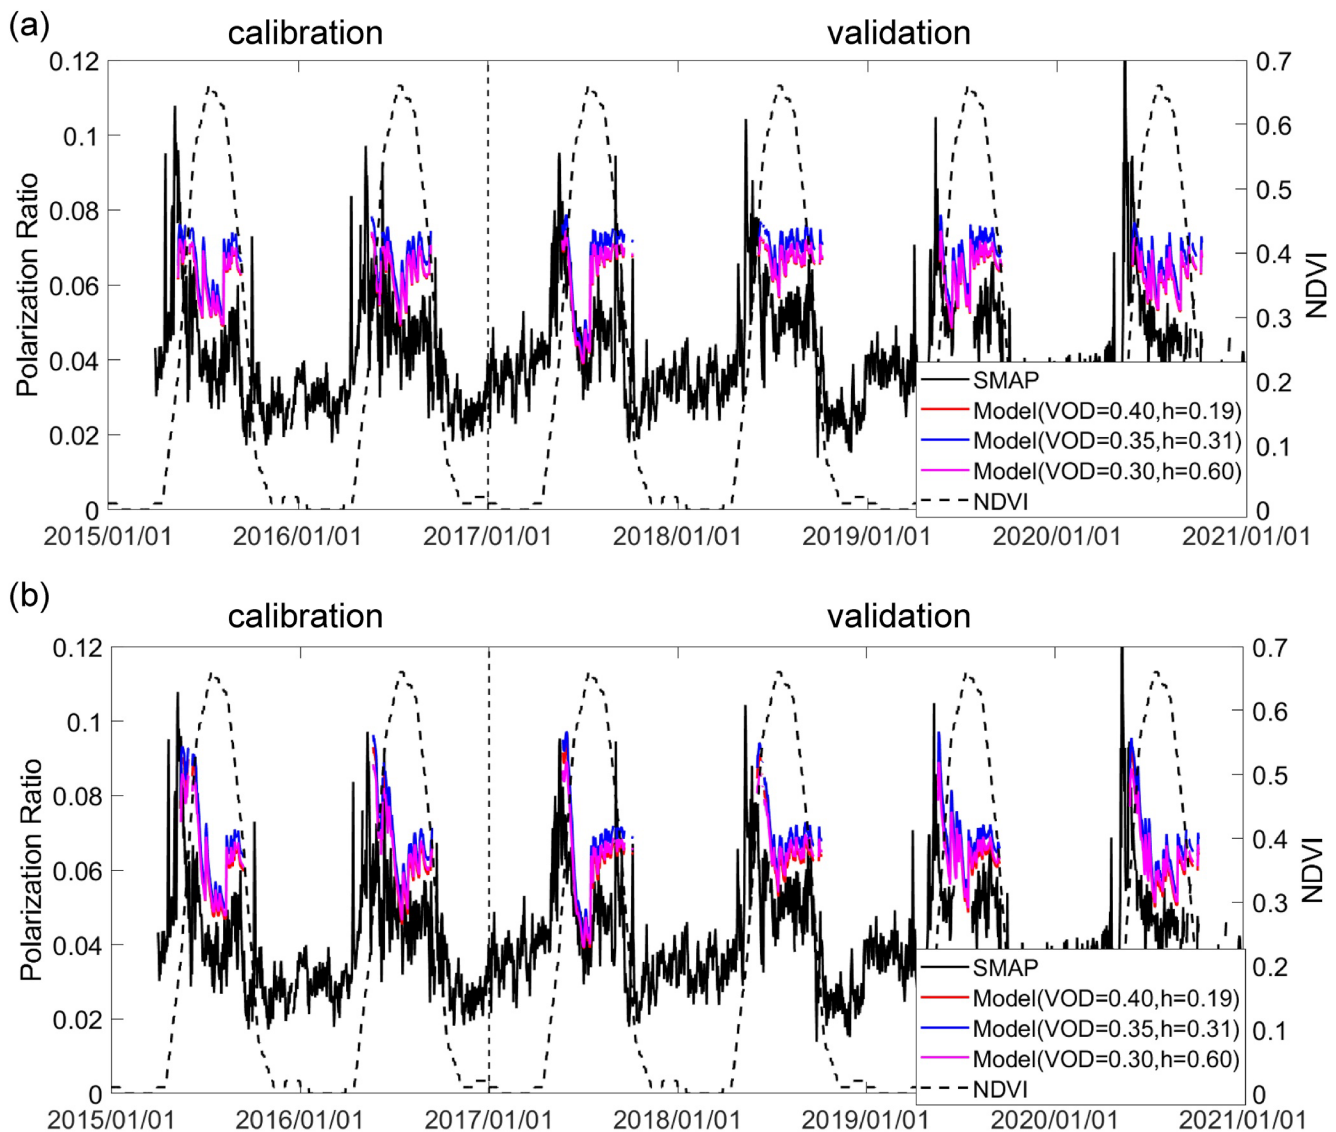 (a)
calibration
validation
0.12
0.1
0.08
0.06
0.04
0.02
0
Polarization Ratio
0.7
0.6
0.5
0.4
0.3
0.2
0.1
0
NDVI
SMAP
Model(VOD=0.40,h=0.19)
Model(VOD=0.35,h=0.31)
Model(VOD=0.30,h=0.60)
NDVI
2015/01/01
2016/01/01
2017/01/01
2018/01/01
2019/01/01
2020/01/01
2021/01/01
(b)
calibration
validation
0.12
0.1
0.08
0.06
0.04
0.02
0
Polarization Ratio
0.7
0.6
0.5
0.4
0.3
0.2
0.1
0
NDVI
SMAP
Model(VOD=0.40,h=0.19)
Model(VOD=0.35,h=0.31)
Model(VOD=0.30,h=0.60)
NDVI
2015/01/01
2016/01/01
2017/01/01
2018/01/01
2019/01/01
2020/01/01
2021/01/01